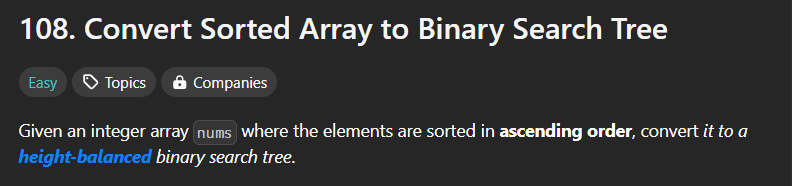 108. Convert Sorted Array to Binary Search Tree
Easy Topics Companies
Given an integer array nums where the elements are sorted in ascending order, convert it to a
height-balanced binary search tree.